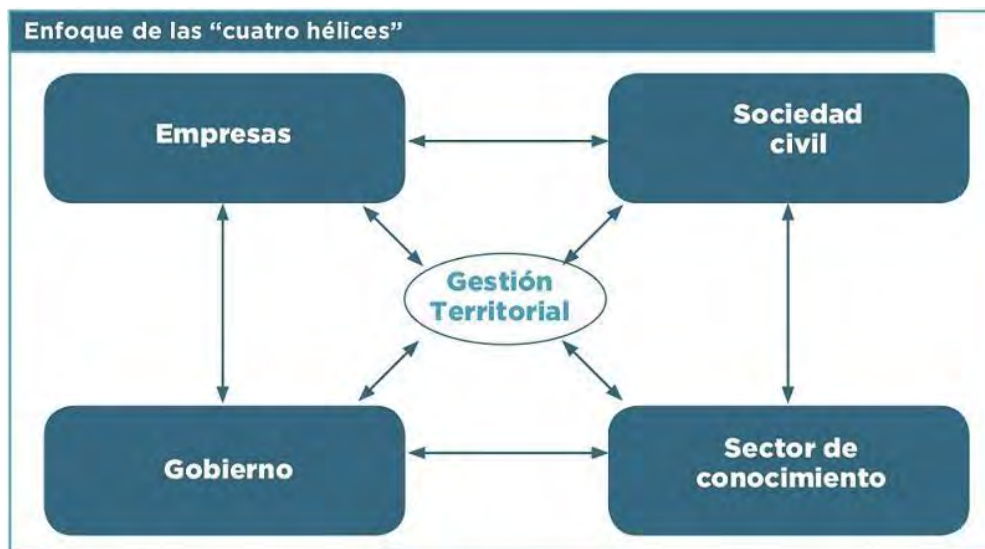 Enfoque de las “cuatro hélices”
Empresas
Sociedad
civil
Gestión
Territorial
Gobierno
Sector de
conocimiento